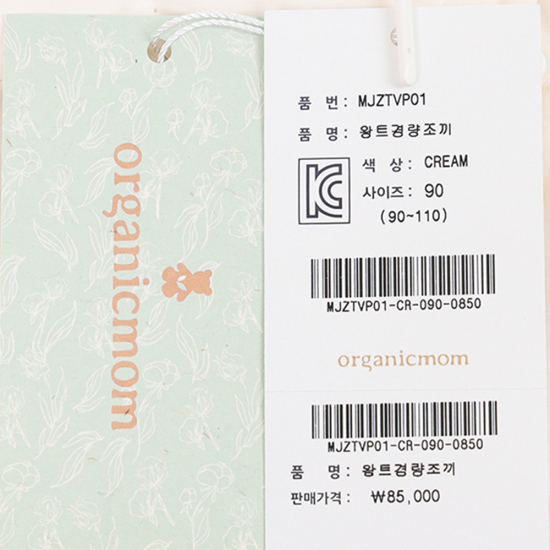 organicmom
품 번 : MJZTVP01
품 명 : 왕트경량조끼
색 상 : CREAM
사이즈 : 90
(90~110)
MJZTVP01-CR-090-0850
organicmom
MJZTVP01-CR-090-0850
품 명 : 왕트경량조끼
판매가격 : ₩85,000